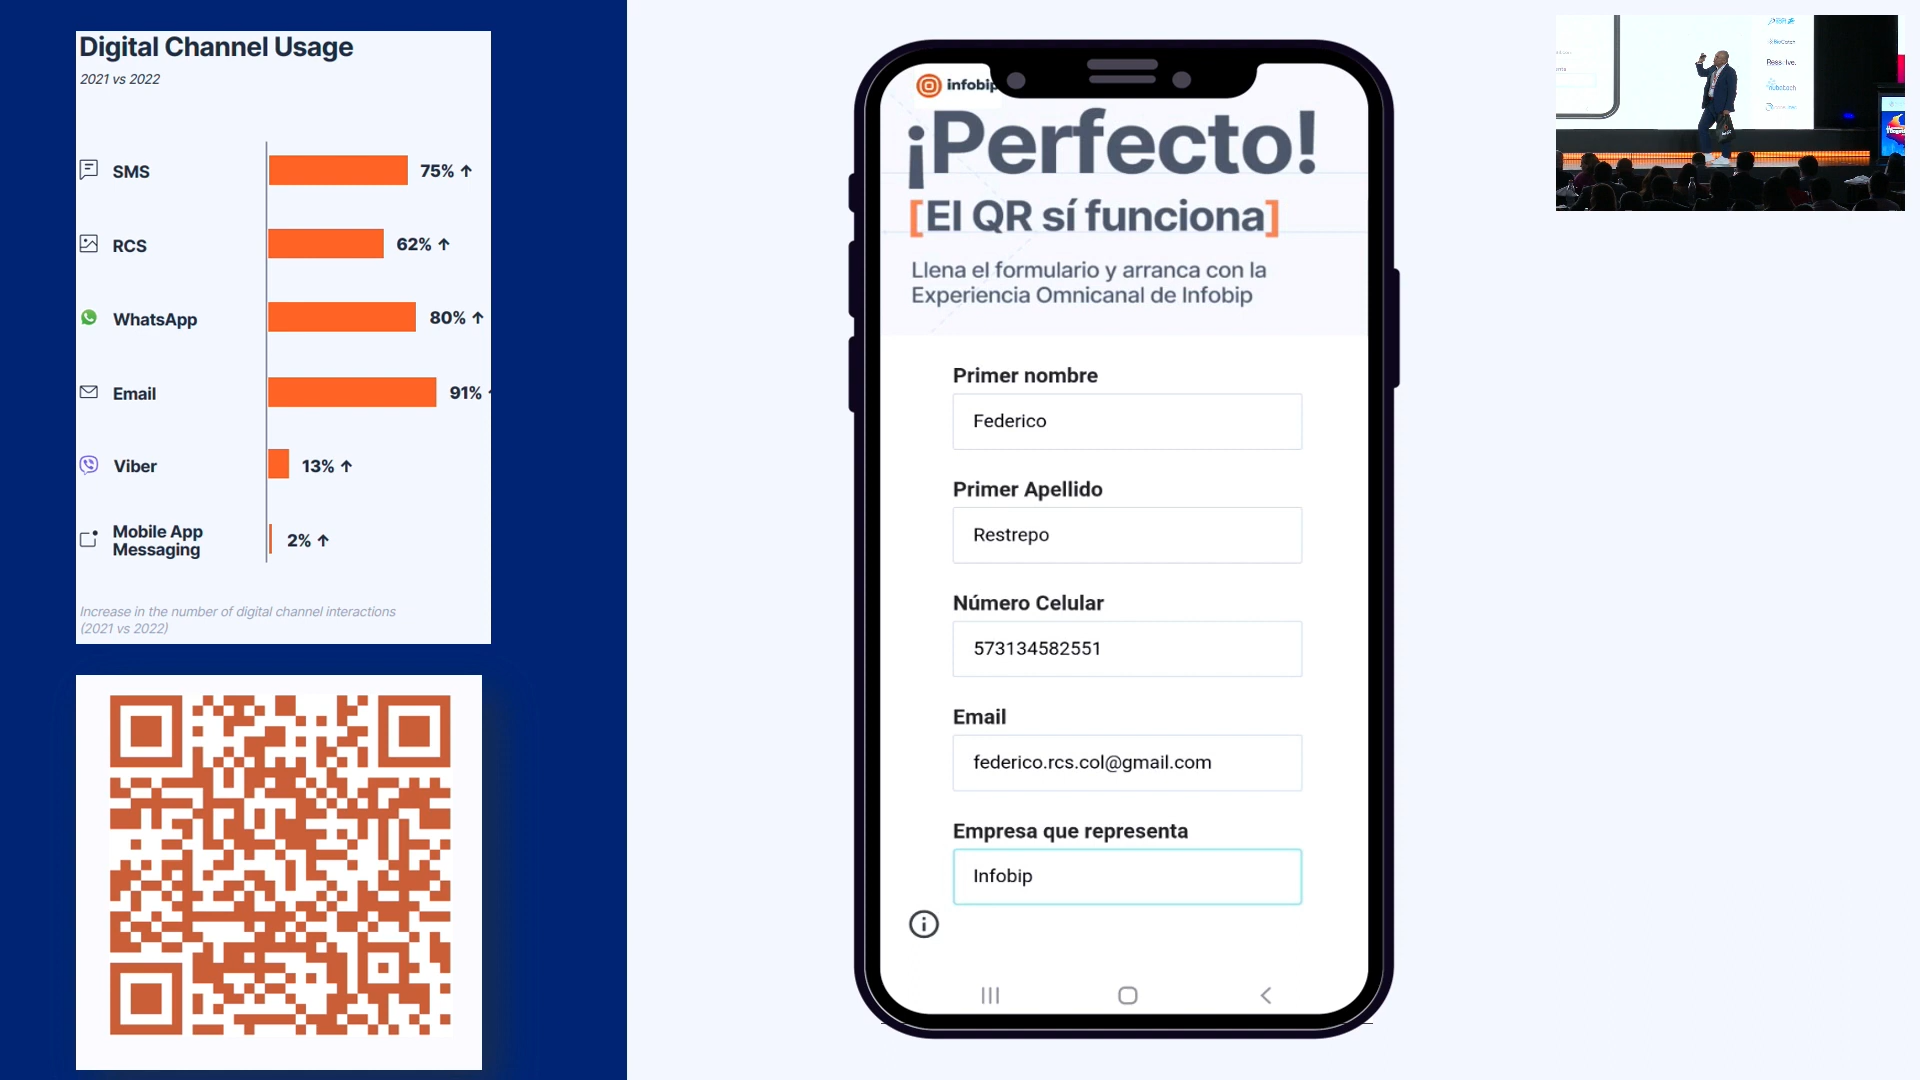 Digital Channel Usage
2021 vs 2022
SMS 75% ↑
RCS 62% ↑
WhatsApp 80% ↑
Email 91%
Viber 13% ↑
Mobile App
Messaging 2% ↑
Increase in the number of digital channel interactions
(2021 vs 2022)
infobip
¡Perfecto!
[El QR sí funciona]
Llena el formulario y arranca con la
Experiencia Omnicanal de Infobip
Primer nombre
Federico
Primer Apellido
Restrepo
Número Celular
573134582551
Email
federico.rcs.col@gmail.com
Empresa que representa
Infobip